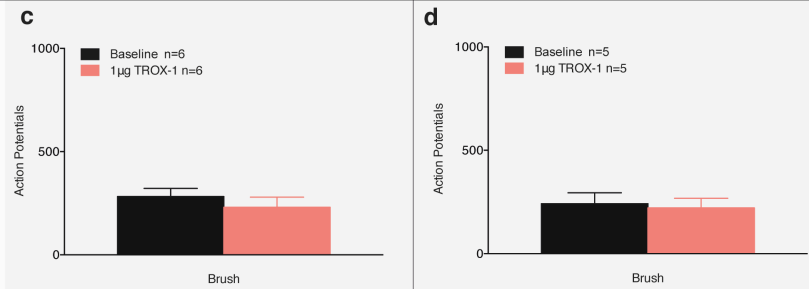 c
1000
500
0
Action Potentials
Baseline n=6
1µg TROX-1 n=6
Brush
d
1000
500
0
Action Potentials
Baseline n=5
1µg TROX-1 n=5
Brush